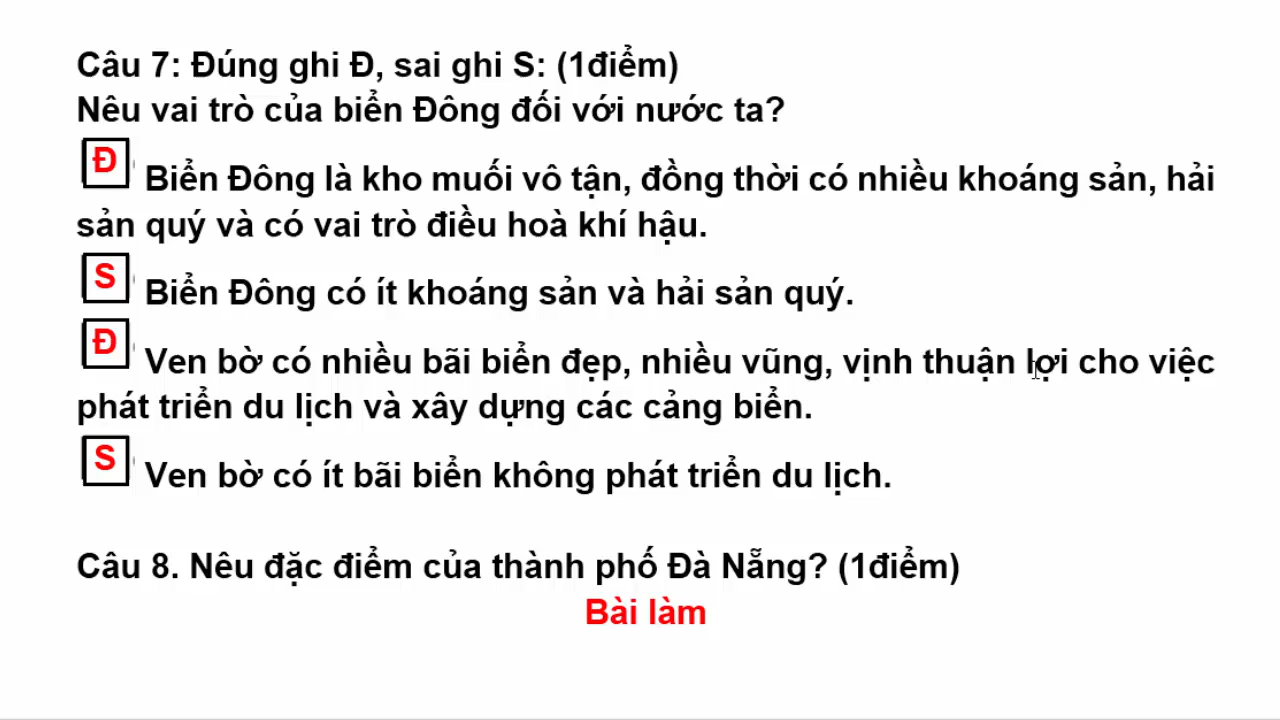 Câu 7: Đúng ghi Đ, sai ghi S: (1điểm)
Nêu vai trò của biển Đông đối với nước ta?
Đ Biển Đông là kho muối vô tận, đồng thời có nhiều khoáng sản, hải
sản quý và có vai trò điều hoà khí hậu.
S Biển Đông có ít khoáng sản và hải sản quý.
Đ Ven bờ có nhiều bãi biển đẹp, nhiều vũng, vịnh thuận lợi cho việc
phát triển du lịch và xây dựng các cảng biển.
S Ven bờ có ít bãi biển không phát triển du lịch.
Câu 8. Nêu đặc điểm của thành phố Đà Nẵng? (1điểm)
Bài làm